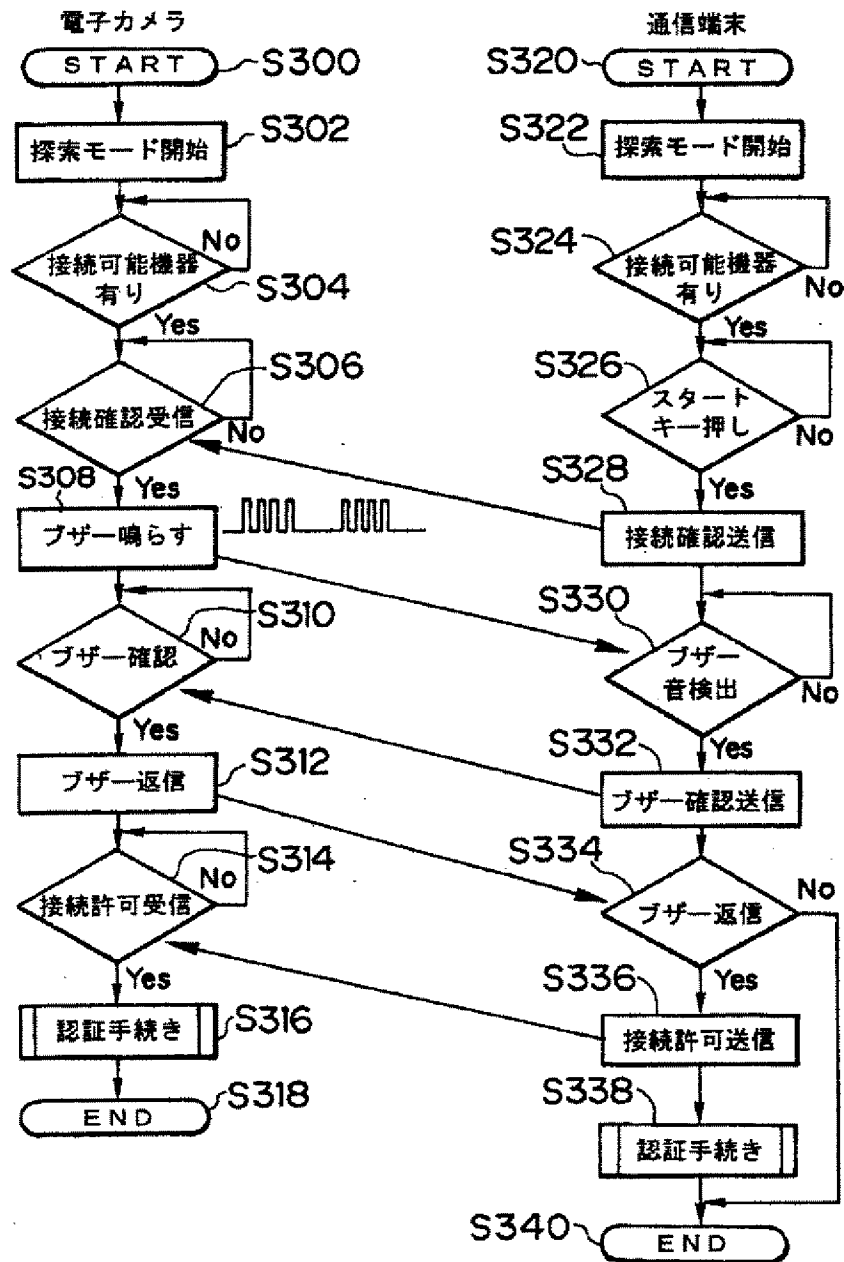 電子カメラ
START
S300
S302
探索モード開始
No
接続可能機器
有り
S304
Yes
S306
接続確認受信
No
S308
Yes
ブザー鳴らす
S310
No
ブザー確認
Yes
ブザー返信
S312
S314
No
接続許可受信
Yes
認証手続き
S316
END
S318
通信端末
S320
START
S322
探索モード開始
S324
接続可能機器
有り
No
Yes
S326
スタート
キー押し
No
S328
Yes
接続確認送信
S330
ブザー
音検出
No
S332
Yes
ブザー確認送信
S334
No
ブザー返信
S336
Yes
接続許可送信
S338
認証手続き
S340
END